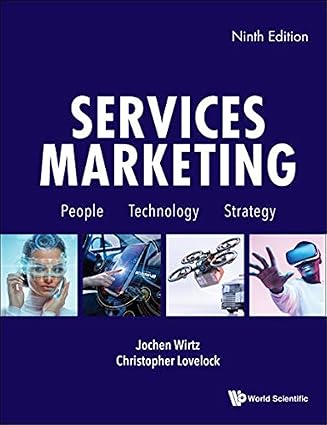 Ninth Edition
SERVICES
MARKETING
People Technology Strategy
Jochen Wirtz
Christopher Lovelock
World Scientific